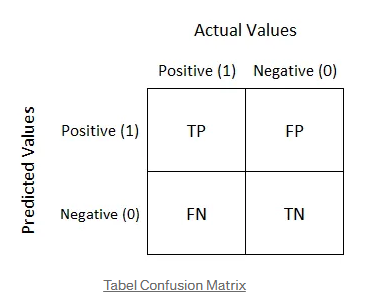 Actual Values
Positive (1) Negative (0)
Predicted Values
Positive (1) TP FP
Negative (0) FN TN
Tabel Confusion Matrix